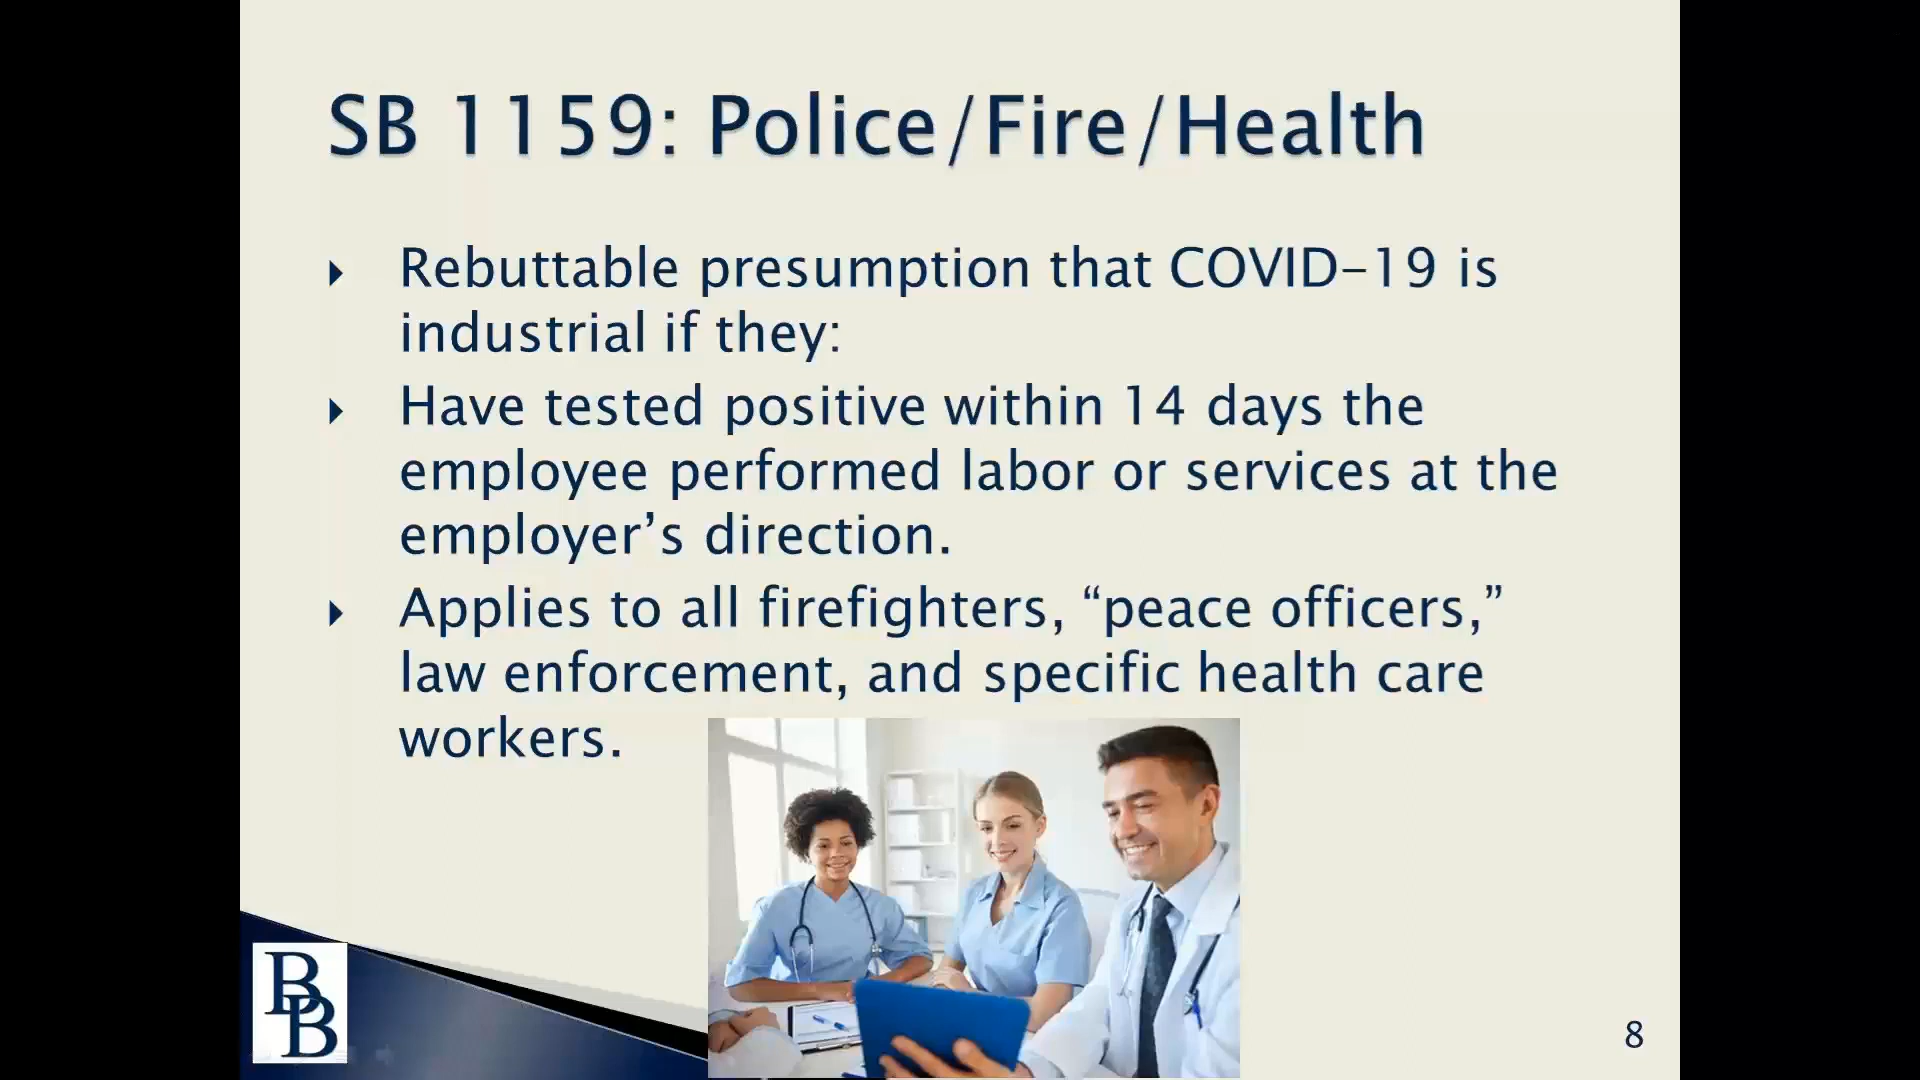 SB 1159: Police/Fire/Health
Rebuttable presumption that COVID-19 is
industrial if they:
Have tested positive within 14 days the
employee performed labor or services at the
employer’s direction.
Applies to all firefighters, “peace officers,”
law enforcement, and specific health care
workers.
BB
8